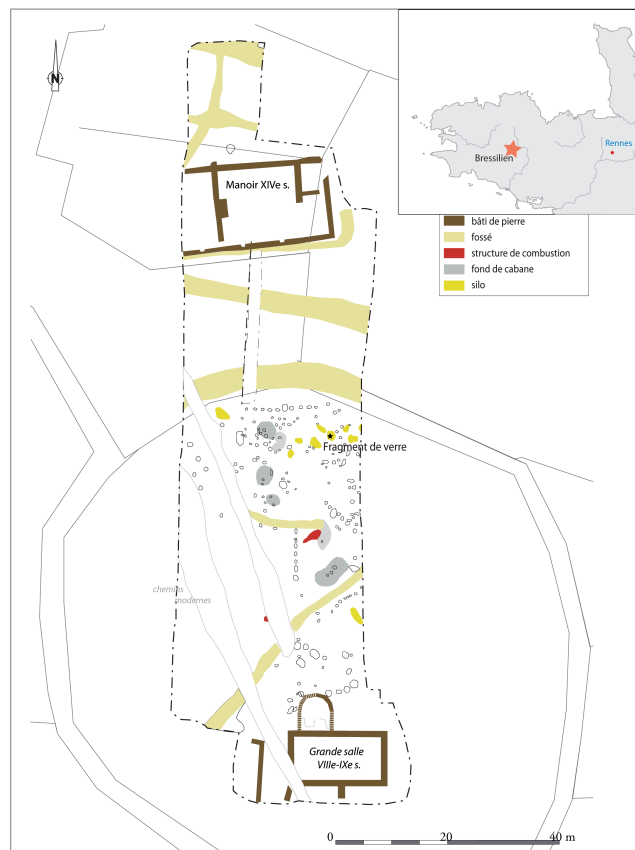 N
Bressilien
Rennes
Manoir XIVe s.
bâti de pierre
fossé
structure de combustion
fond de cabane
silo
Fragment de verre
chemins
modernes
Grande salle
VIIIe-IXe s.
0 20 40 m